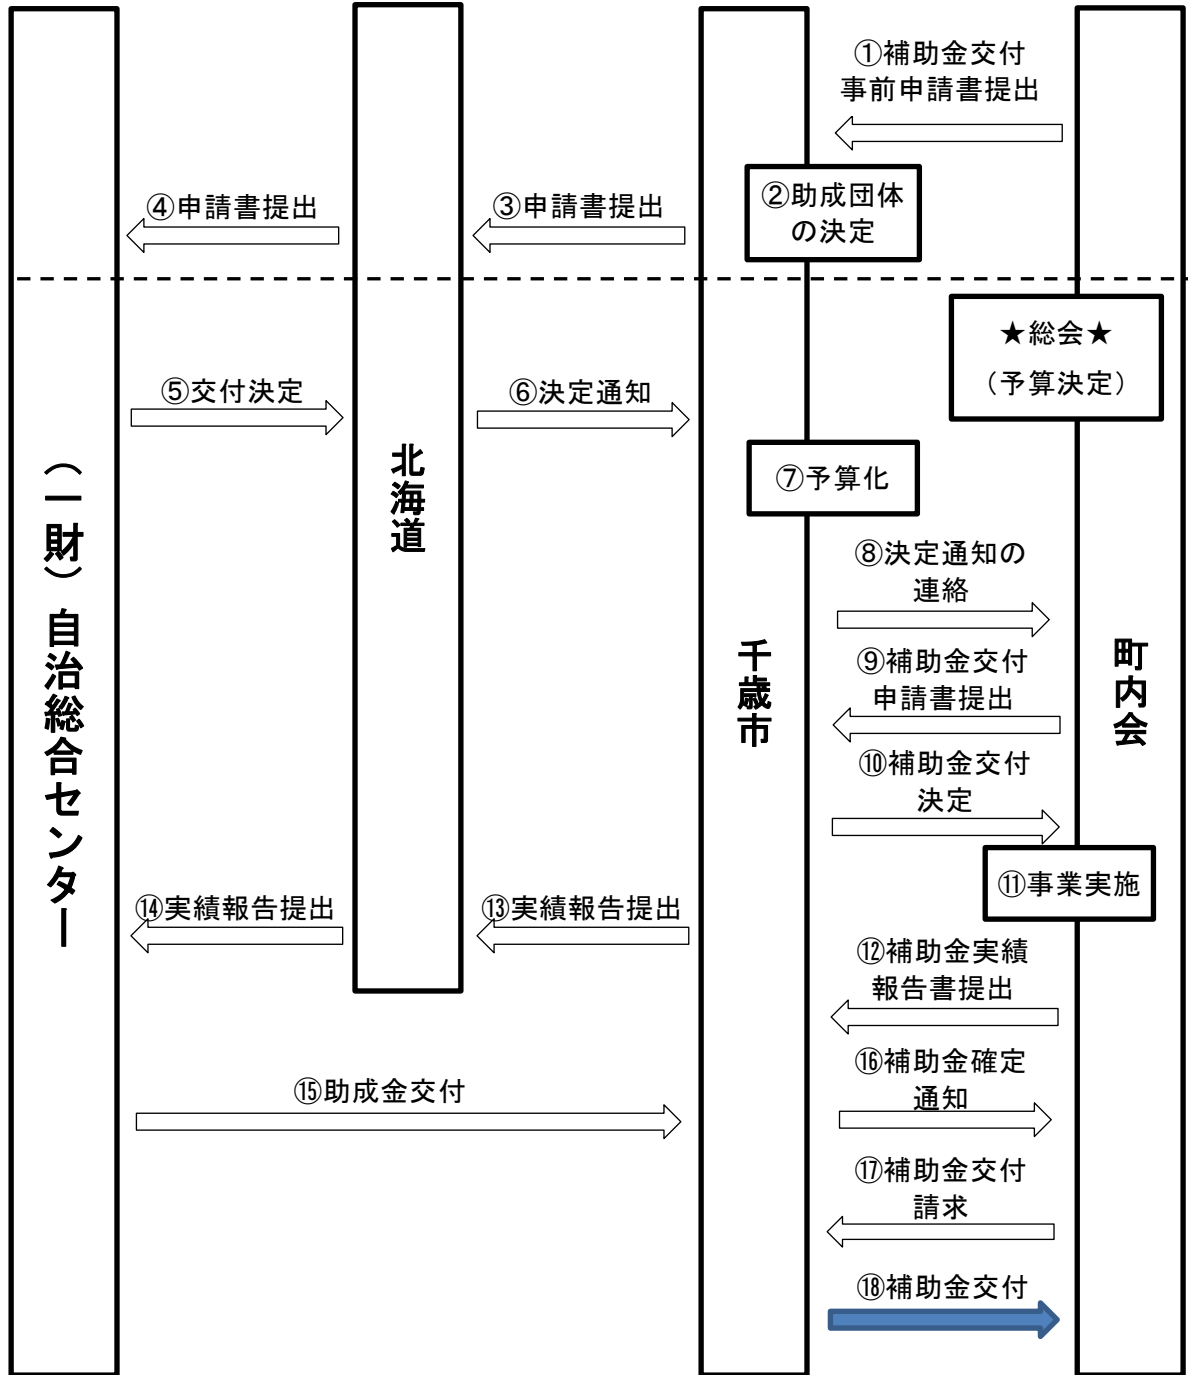 ①補助金交付
事前申請書提出
②助成団体
の決定
③申請書提出
④申請書提出
★総会★
（予算決定）
⑤交付決定
⑥決定通知
⑦予算化
⑧決定通知の
連絡
⑨補助金交付
申請書提出
⑩補助金交付
決定
⑪事業実施
⑫補助金実績
報告書提出
⑬実績報告提出
⑭実績報告提出
⑮助成金交付
⑯補助金確定
通知
⑰補助金交付
請求
⑱補助金交付
（一財）自治総合センター
北海道
千歳市
町内会